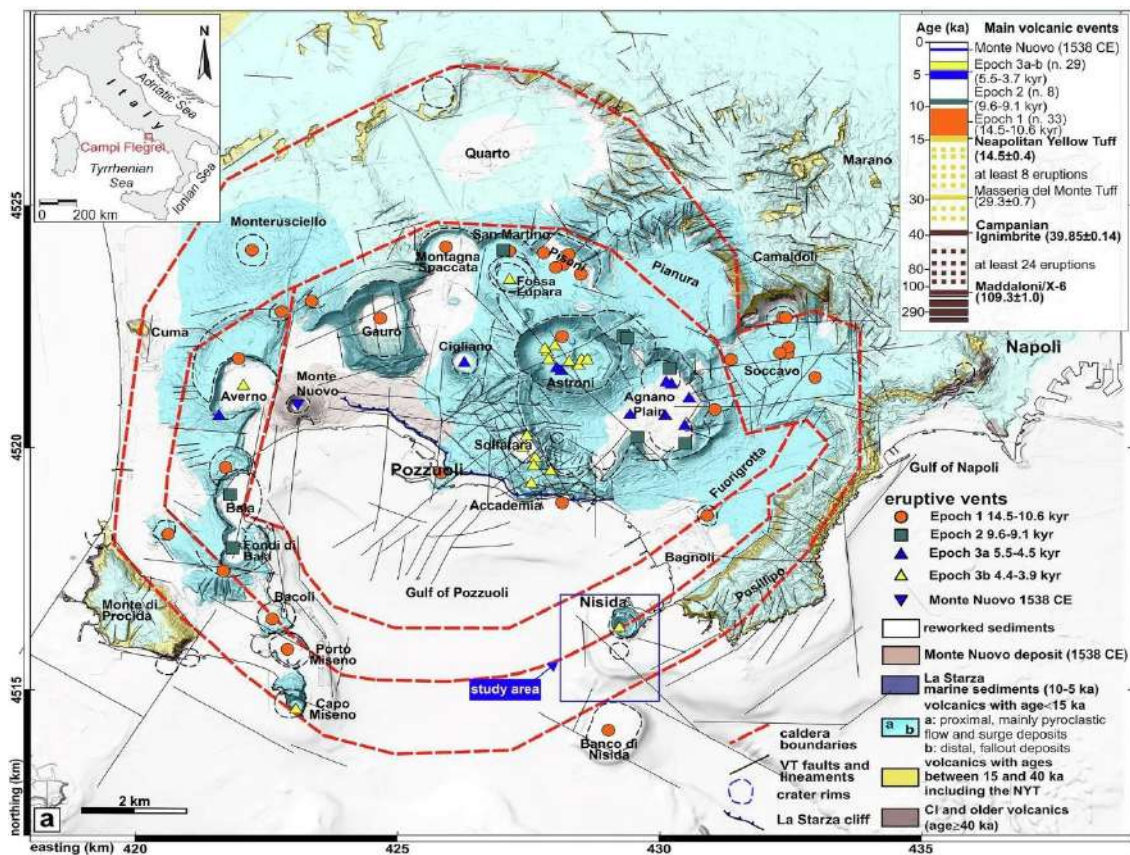 N
Italy
Adriatic Sea
Campi Flegrei
Tyrrhenian
Sea
Ionian Sea
0 200 km
Age (ka) Main volcanic events
0
Monte Nuovo (1538 CE)
Epoch 3a-b (n. 29)
5
(5.5-3.7 kyr)
Epoch 2 (n. 8)
10
(9.6-9.1 kyr)
Epoch 1 (n. 33)
(14.5-10.6 kyr)
15
Neapolitan Yellow Tuff
(14.5±0.4)
at least 8 eruptions
Masseria del Monte Tuff
30
(29.3±0.7)
Campanian
40
Ignimbrite (39.85±0.14)
80
at least 24 eruptions
100
Maddaloni/X-6
(109.3±1.0)
290
Quarto
Marano
Monterusciello
San Martino
Montagna
Spaccata
Pisani
Pianura
Camaldoli
Fossa
Lupara
Cuma
Gauro
Cigliano
Astroni
Soccavo
Napoli
Averno
Monte
Nuovo
Agnano
Plain
Solfatara
Pozzuoli
Fuorigrotta
Gulf of Napoli
Accademia
Baia
Fondi di
Baia
Bagnoli
Gulf of Pozzuoli
Posillipo
Bacoli
Nisida
Monte di
Procida
Porto
Miseno
study area
Capo
Miseno
Banco di
Nisida
eruptive vents
Epoch 1 14.5-10.6 kyr
Epoch 2 9.6-9.1 kyr
Epoch 3a 5.5-4.5 kyr
Epoch 3b 4.4-3.9 kyr
Monte Nuovo 1538 CE
reworked sediments
Monte Nuovo deposit (1538 CE)
La Starza
marine sediments (10-5 ka)
volcanics with age<15 ka
a b
a: proximal, mainly pyroclastic
flow and surge deposits
b: distal, fallout deposits
volcanics with ages
between 15 and 40 ka
including the NYT
CI and older volcanics
(age≥40 ka)
caldera
boundaries
VT faults and
lineaments
crater rims
La Starza cliff
2 km
a
northing (km)
4525
4520
4515
easting (km) 420 425 430 435